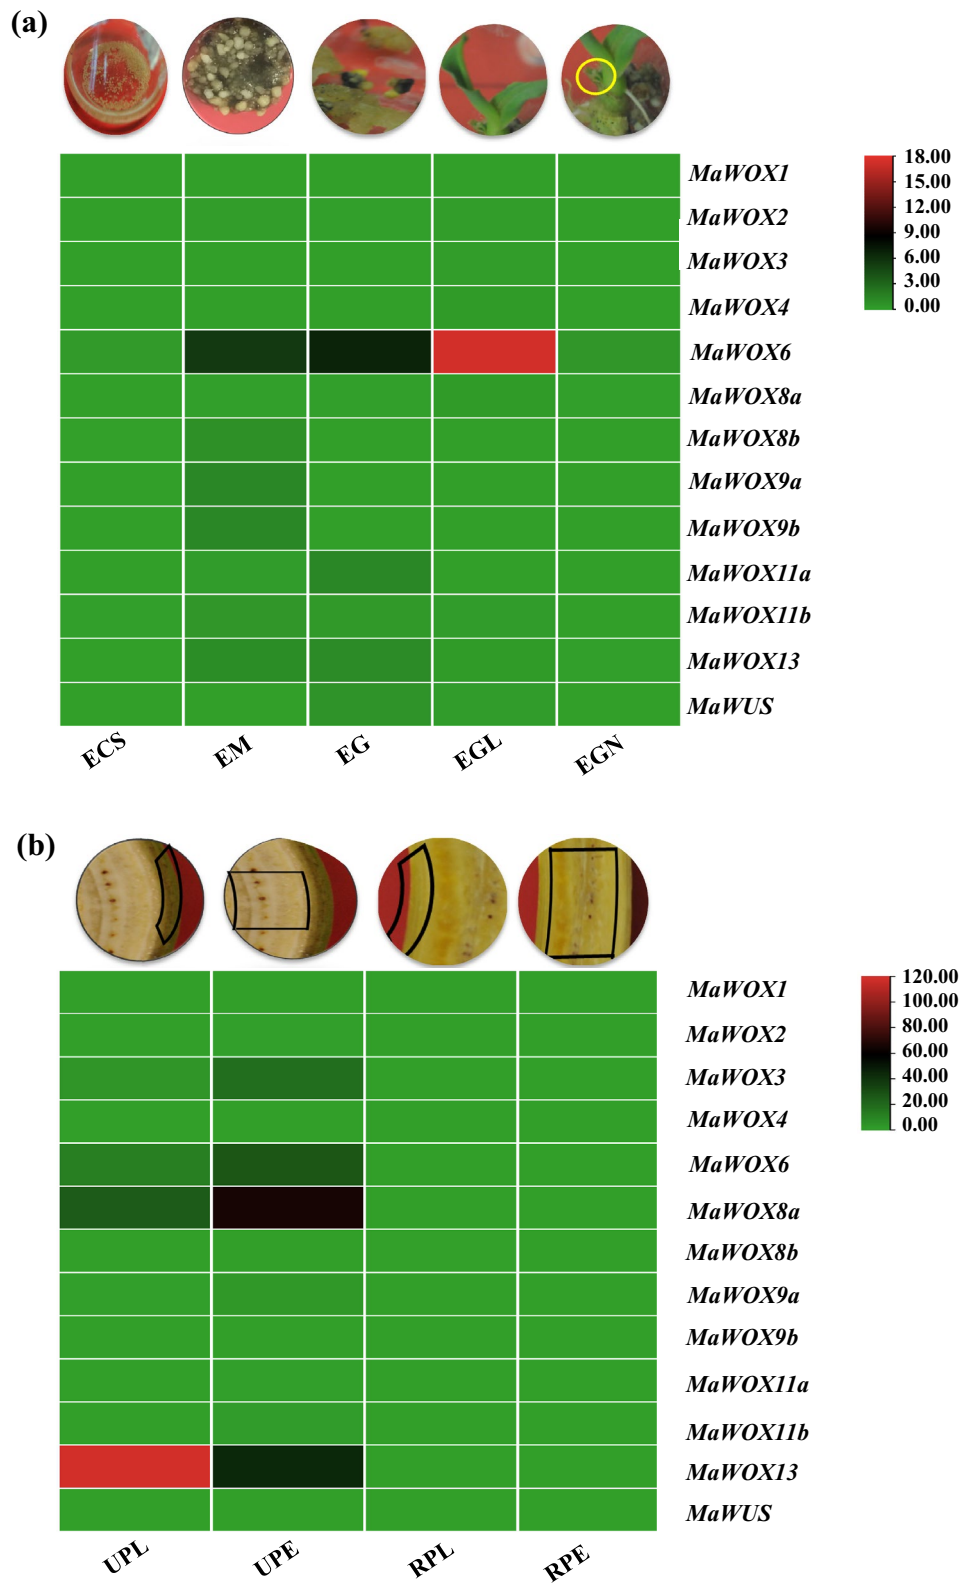 (a)
MaWOX1
MaWOX2
MaWOX3
MaWOX4
MaWOX6
MaWOX8a
MaWOX8b
MaWOX9a
MaWOX9b
MaWOX11a
MaWOX11b
MaWOX13
MaWUS
18.00
15.00
12.00
9.00
6.00
3.00
0.00
ECS
EM
EG
EGL
EGN
(b)
MaWOX1
MaWOX2
MaWOX3
MaWOX4
MaWOX6
MaWOX8a
MaWOX8b
MaWOX9a
MaWOX9b
MaWOX11a
MaWOX11b
MaWOX13
MaWUS
120.00
100.00
80.00
60.00
40.00
20.00
0.00
UPL
UPE
RPL
RPE